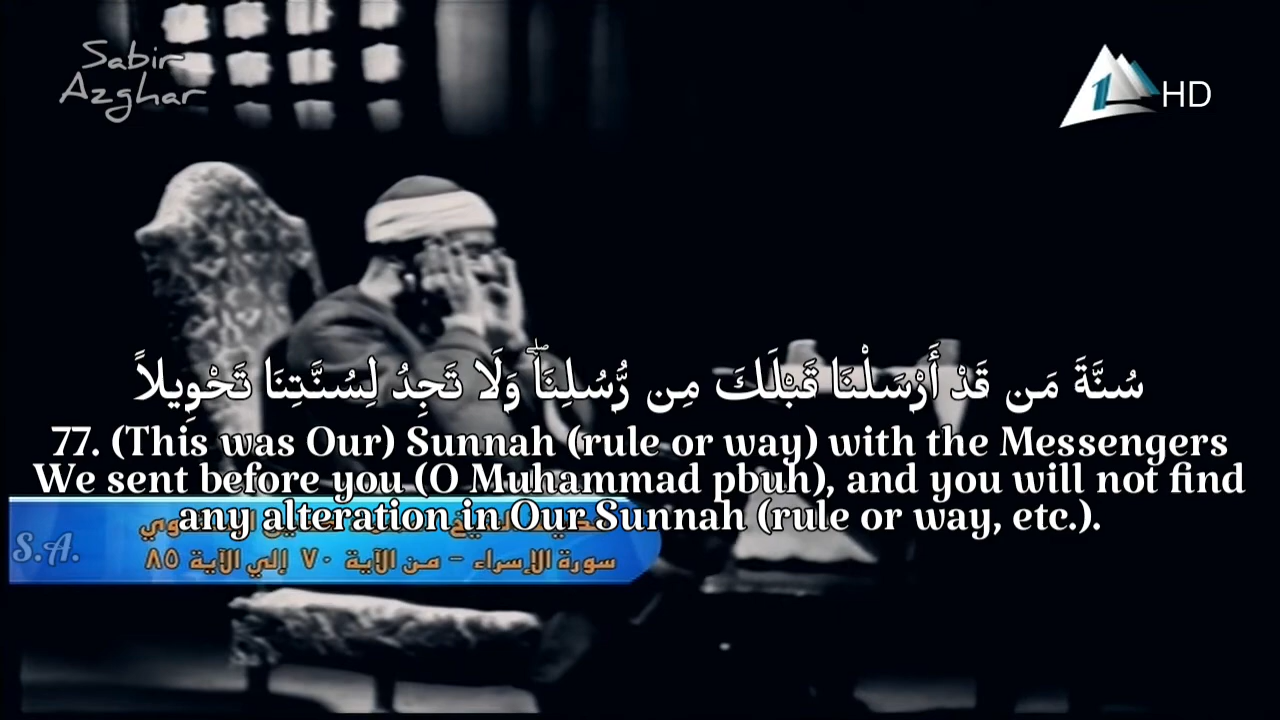 Sabir
Azghar
1 HD
سُنَّةَ مَن قَدْ أَرْسَلْنَا قَبْلَكَ مِن رُّسُلِنَا ۖ وَلَا تَجِدُ لِسُنَّتِنَا تَحْوِيلاً
77. (This was Our) Sunnah (rule or way) with the Messengers
We sent before you (O Muhammad pbuh), and you will not find
any alteration in Our Sunnah (rule or way, etc.).
S.A.
سورة الإسراء - من الآية ٧٠ إلي الآية ٨٥